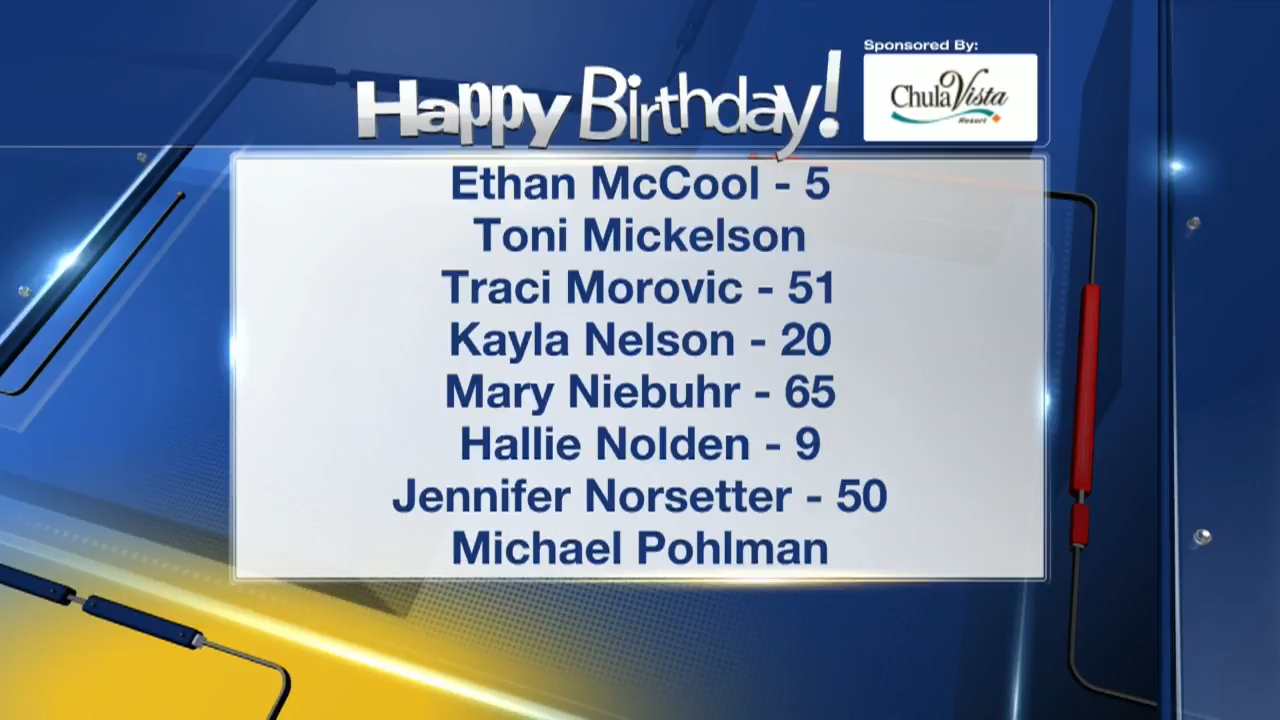 Happy Birthday!
Sponsored By:
Chula Vista
Resort
Ethan McCool - 5
Toni Mickelson
Traci Morovic - 51
Kayla Nelson - 20
Mary Niebuhr - 65
Hallie Nolden - 9
Jennifer Norsetter - 50
Michael Pohlman